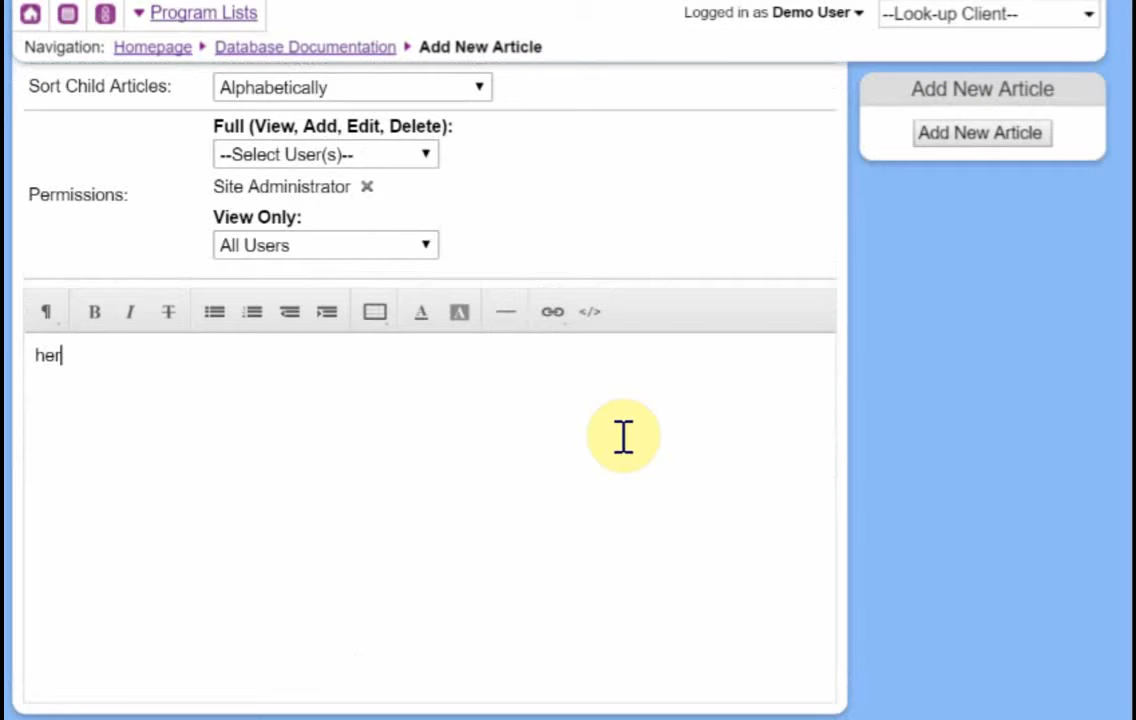 Program Lists
Logged in as Demo User
--Look-up Client--
Navigation: Homepage Database Documentation Add New Article
Sort Child Articles: Alphabetically
Add New Article
Add New Article
Full (View, Add, Edit, Delete):
--Select User(s)--
Permissions:
Site Administrator
View Only:
All Users
¶ B I T A A </>
her